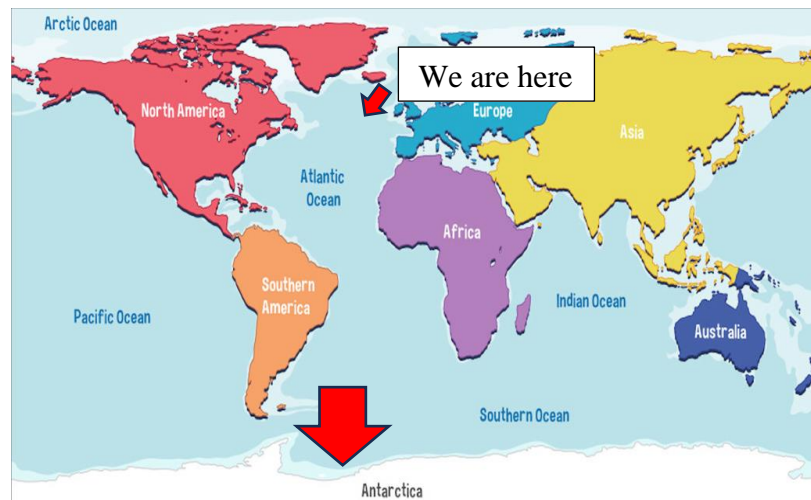 Arctic Ocean
We are here
North America
Europe
Asia
Atlantic
Ocean
Africa
Southern
America
Pacific Ocean
Indian Ocean
Australia
Southern Ocean
Antarctica